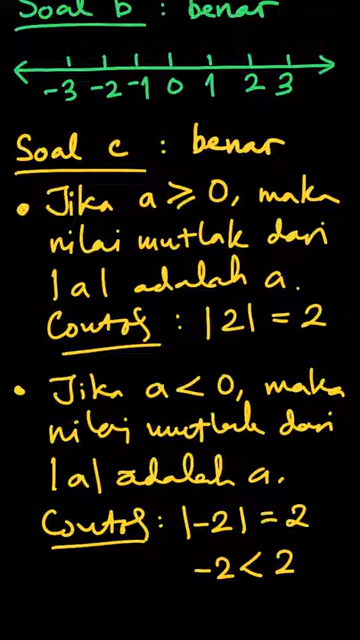 Soal b : benar
-3 -2 -1 0 1 2 3
Soal c : benar
• Jika a ≥ 0, maka
nilai mutlak dari
|a| adalah a.
Contoh : |2| = 2
• Jika a < 0, maka
nilai mutlak dari
|a| adalah a.
Contoh : |-2| = 2
-2 < 2